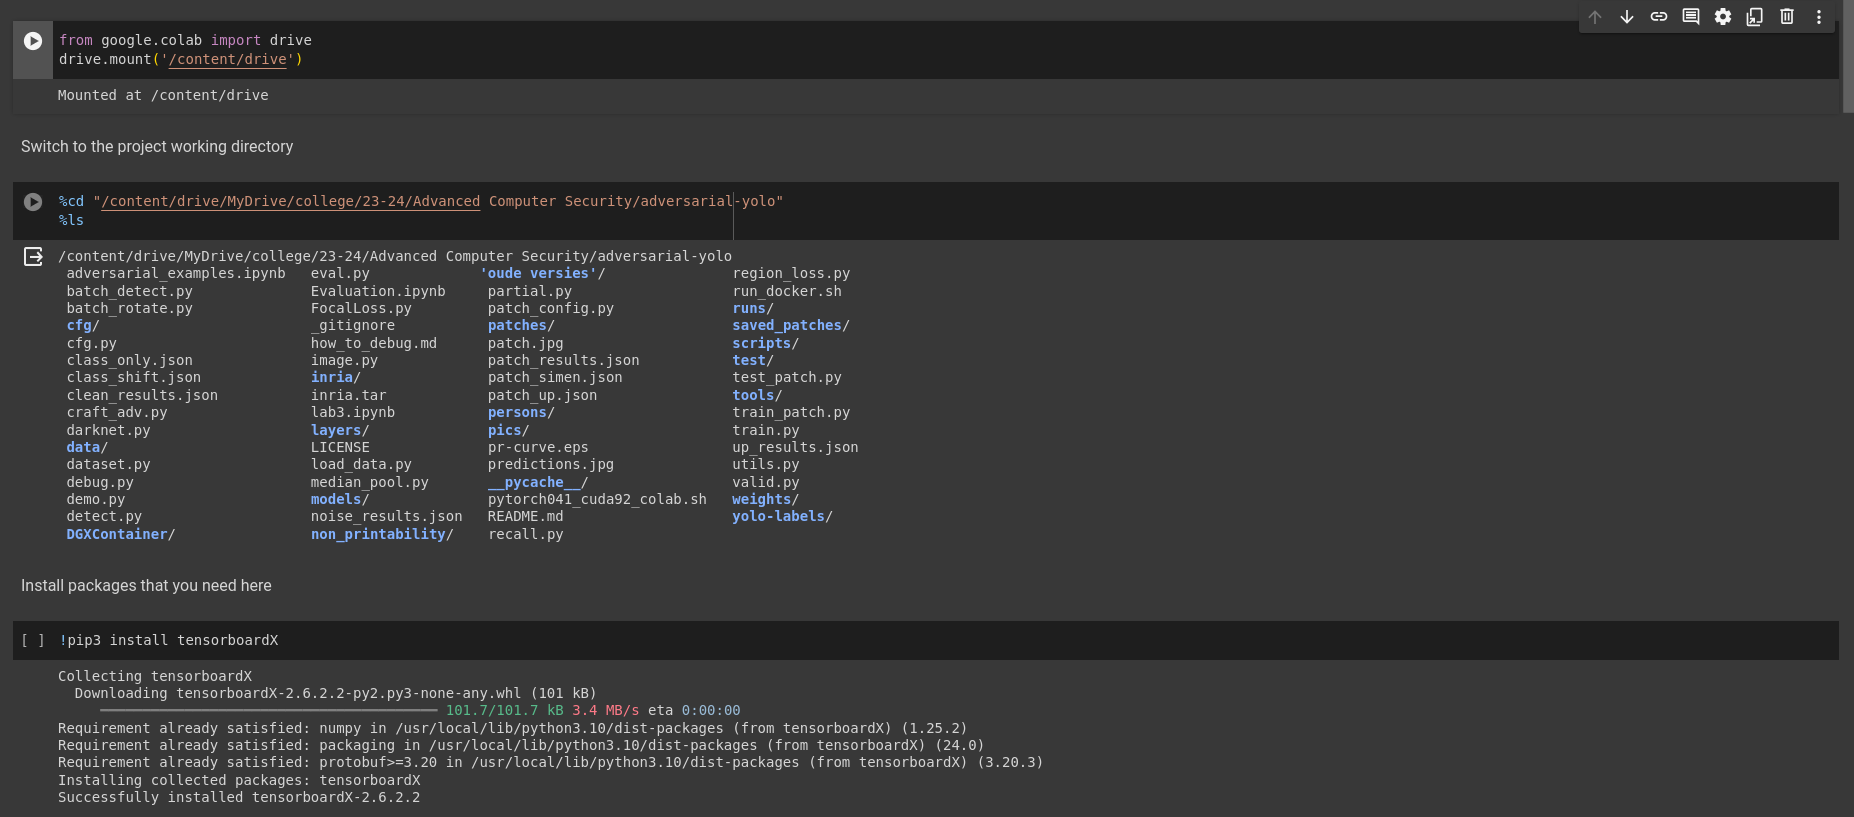 from google.colab import drive
drive.mount('/content/drive')
Mounted at /content/drive
Switch to the project working directory
%cd "/content/drive/MyDrive/college/23-24/Advanced Computer Security/adversarial-yolo"
%ls
/content/drive/MyDrive/college/23-24/Advanced Computer Security/adversarial-yolo
adversarial_examples.ipynb eval.py 'oude versies'/ region_loss.py
batch_detect.py Evaluation.ipynb partial.py run_docker.sh
batch_rotate.py FocalLoss.py patch_config.py runs/
cfg/ _gitignore patches/ saved_patches/
cfg.py how_to_debug.md patch.jpg scripts/
class_only.json image.py patch_results.json test/
class_shift.json inria/ patch_simen.json test_patch.py
clean_results.json inria.tar patch_up.json tools/
craft_adv.py lab3.ipynb persons/ train_patch.py
darknet.py layers/ pics/ train.py
data/ LICENSE pr-curve.eps up_results.json
dataset.py load_data.py predictions.jpg utils.py
debug.py median_pool.py __pycache__/ valid.py
demo.py models/ pytorch041_cuda92_colab.sh weights/
detect.py noise_results.json README.md yolo-labels/
DGXContainer/ non_printability/ recall.py
Install packages that you need here
[ ] !pip3 install tensorboardX
Collecting tensorboardX
Downloading tensorboardX-2.6.2.2-py2.py3-none-any.whl (101 kB)
101.7/101.7 kB 3.4 MB/s eta 0:00:00
Requirement already satisfied: numpy in /usr/local/lib/python3.10/dist-packages (from tensorboardX) (1.25.2)
Requirement already satisfied: packaging in /usr/local/lib/python3.10/dist-packages (from tensorboardX) (24.0)
Requirement already satisfied: protobuf>=3.20 in /usr/local/lib/python3.10/dist-packages (from tensorboardX) (3.20.3)
Installing collected packages: tensorboardX
Successfully installed tensorboardX-2.6.2.2